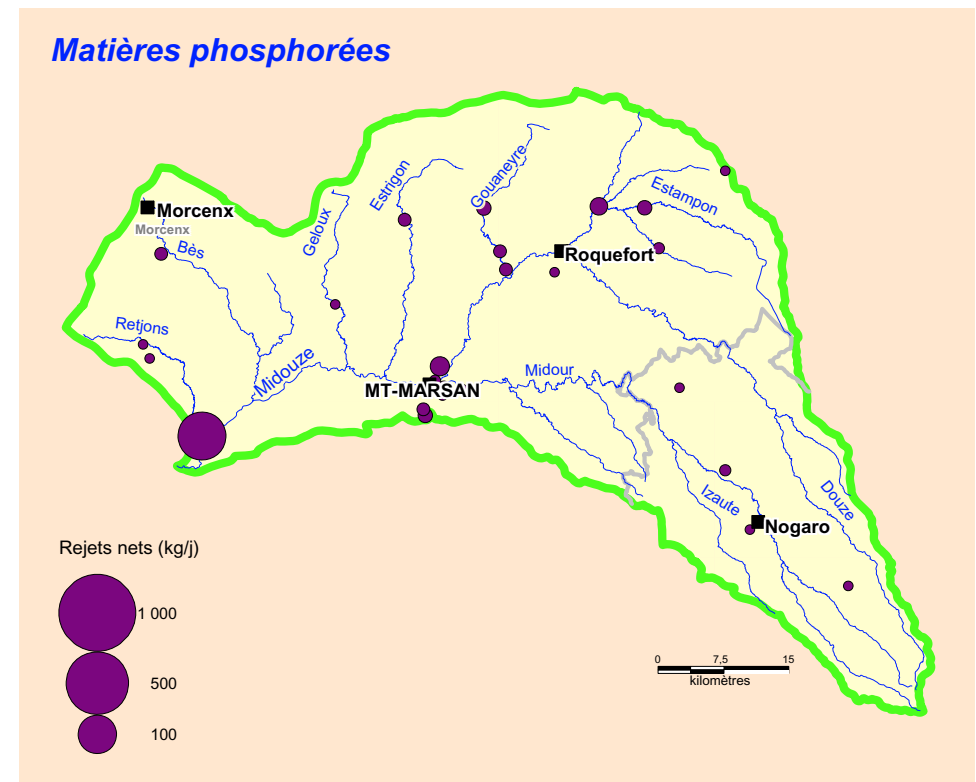 Matières phosphorées
Estrigon
Gouaneyre
Estampon
Morcenx
Morcenx
Geloux
Bès
Roquefort
Retjons
Midouze
Midour
MT-MARSAN
Izaute
Douze
Nogaro
Rejets nets (kg/j)
1 000
500
100
0 7,5 15
kilomètres